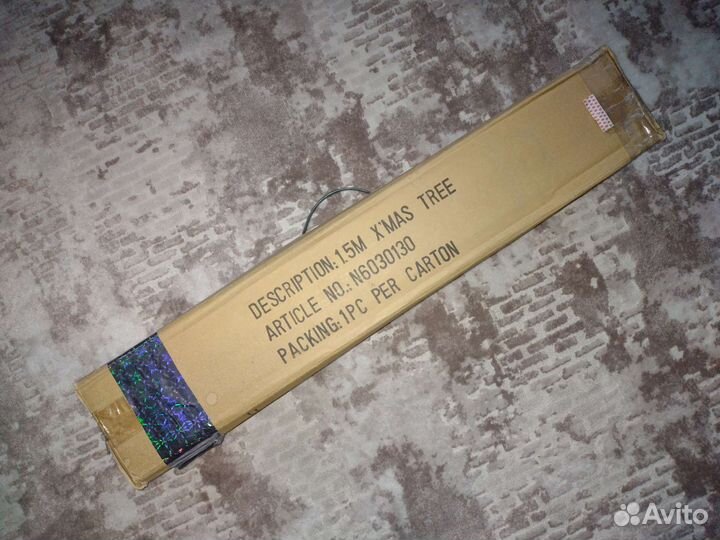 DESCRIPTION: 1.5M X'MAS TREE
ARTICLE NO.: N6030130
PACKING: 1PC PER CARTON
Avito